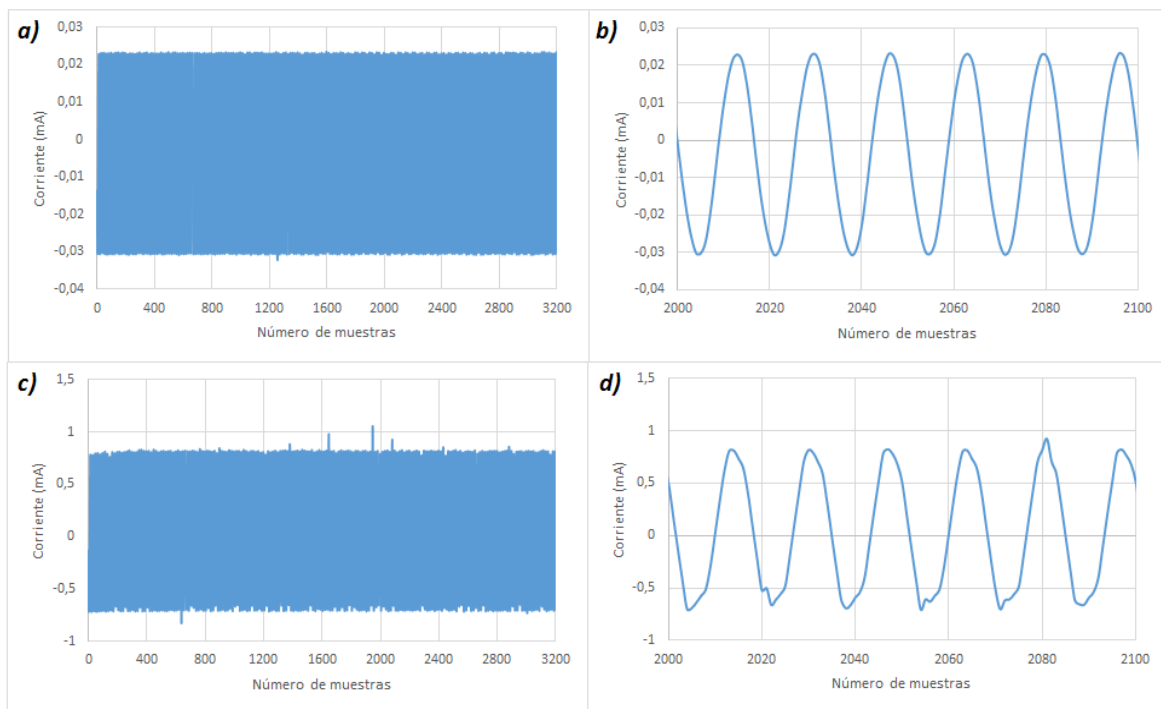 a)
0,03
0,02
0,01
0
-0,01
-0,02
-0,03
-0,04
Corriente (mA)
0 400 800 1200 1600 2000 2400 2800 3200
Número de muestras
b)
0,03
0,02
0,01
0
-0,01
-0,02
-0,03
-0,04
Corriente (mA)
2000 2020 2040 2060 2080 2100
Número de muestras
c)
1,5
1
0,5
0
-0,5
-1
Corriente (mA)
0 400 800 1200 1600 2000 2400 2800 3200
Número de muestras
d)
1,5
1
0,5
0
-0,5
-1
Corriente (mA)
2000 2020 2040 2060 2080 2100
Número de muestras